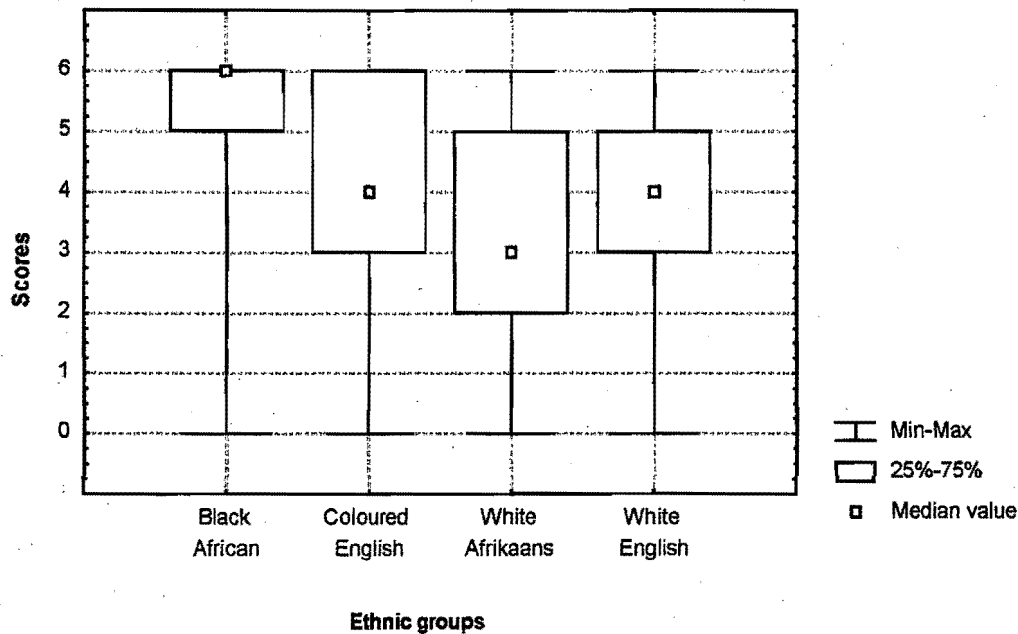 6
5
4
3
2
1
0
Scores
Black
African
Coloured
English
White
Afrikaans
White
English
Ethnic groups
Min-Max
25%-75%
Median value